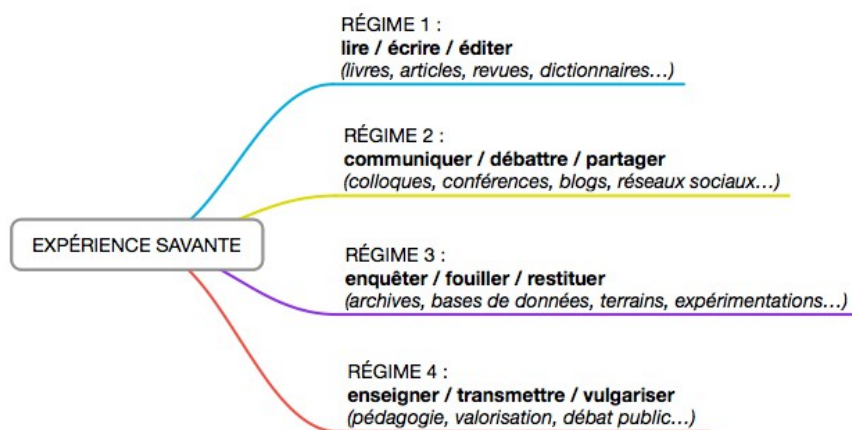 RÉGIME 1 :
lire / écrire / éditer
(livres, articles, revues, dictionnaires…)
RÉGIME 2 :
communiquer / débattre / partager
(colloques, conférences, blogs, réseaux sociaux…)
EXPÉRIENCE SAVANTE
RÉGIME 3 :
enquêter / fouiller / restituer
(archives, bases de données, terrains, expérimentations…)
RÉGIME 4 :
enseigner / transmettre / vulgariser
(pédagogie, valorisation, débat public…)